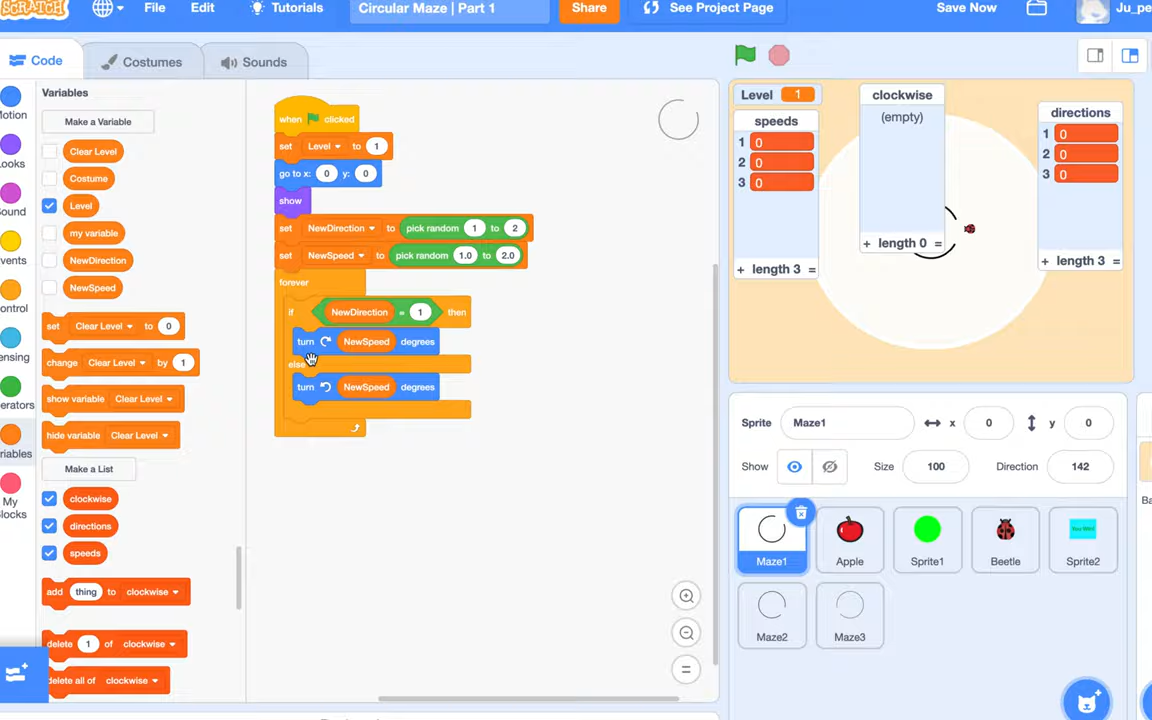 SCRATCH File Edit Tutorials Circular Maze | Part 1 Share See Project Page Save Now Ju_pe
Code Costumes Sounds
Motion
Looks
Sound
vents
ontrol
ensing
erators
riables
My
Blocks
Variables
Make a Variable
Clear Level
Costume
Level
my variable
NewDirection
NewSpeed
set Clear Level to 0
change Clear Level by 1
show variable Clear Level
hide variable Clear Level
Make a List
clockwise
directions
speeds
add thing to clockwise
delete 1 of clockwise
delete all of clockwise
when clicked
set Level to 1
go to x: 0 y: 0
show
set NewDirection to pick random 1 to 2
set NewSpeed to pick random 1.0 to 2.0
forever
if NewDirection = 1 then
turn NewSpeed degrees
else
turn NewSpeed degrees
Level 1
speeds
1 0
2 0
3 0
+ length 3 =
clockwise
(empty)
+ length 0 =
directions
1 0
2 0
3 0
+ length 3 =
Sprite Maze1 x 0 y 0
Show Size 100 Direction 142
Maze1 Apple Sprite1 Beetle Sprite2
Maze2 Maze3